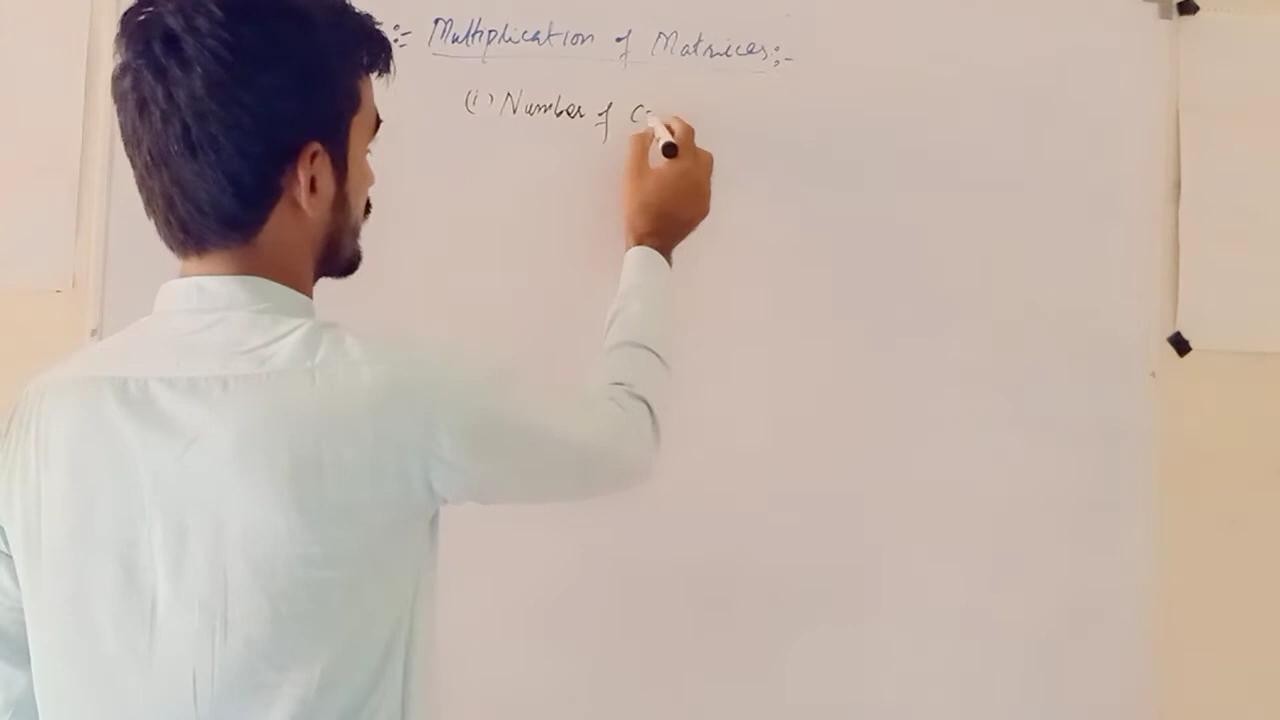 :- Multiplication of Matrices:-
(i) Number of